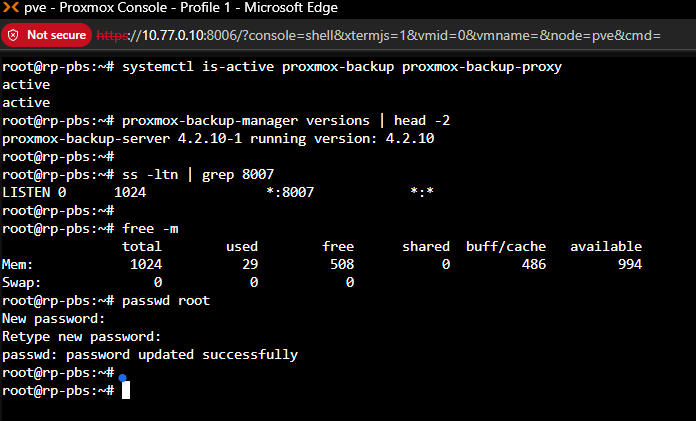 pve - Proxmox Console - Profile 1 - Microsoft Edge
Not secure https://10.77.0.10:8006/?console=shell&xtermjs=1&vmid=0&vmname=&node=pve&cmd=
root@rp-pbs:~# systemctl is-active proxmox-backup proxmox-backup-proxy
active
active
root@rp-pbs:~# proxmox-backup-manager versions | head -2
proxmox-backup-server 4.2.10-1 running version: 4.2.10
root@rp-pbs:~#
root@rp-pbs:~# ss -ltn | grep 8007
LISTEN 0      1024               *:8007             *:*
root@rp-pbs:~#
root@rp-pbs:~# free -m
               total        used        free      shared  buff/cache   available
Mem:            1024          29         508           0         486         994
Swap:              0           0           0
root@rp-pbs:~# passwd root
New password:
Retype new password:
passwd: password updated successfully
root@rp-pbs:~#
root@rp-pbs:~#